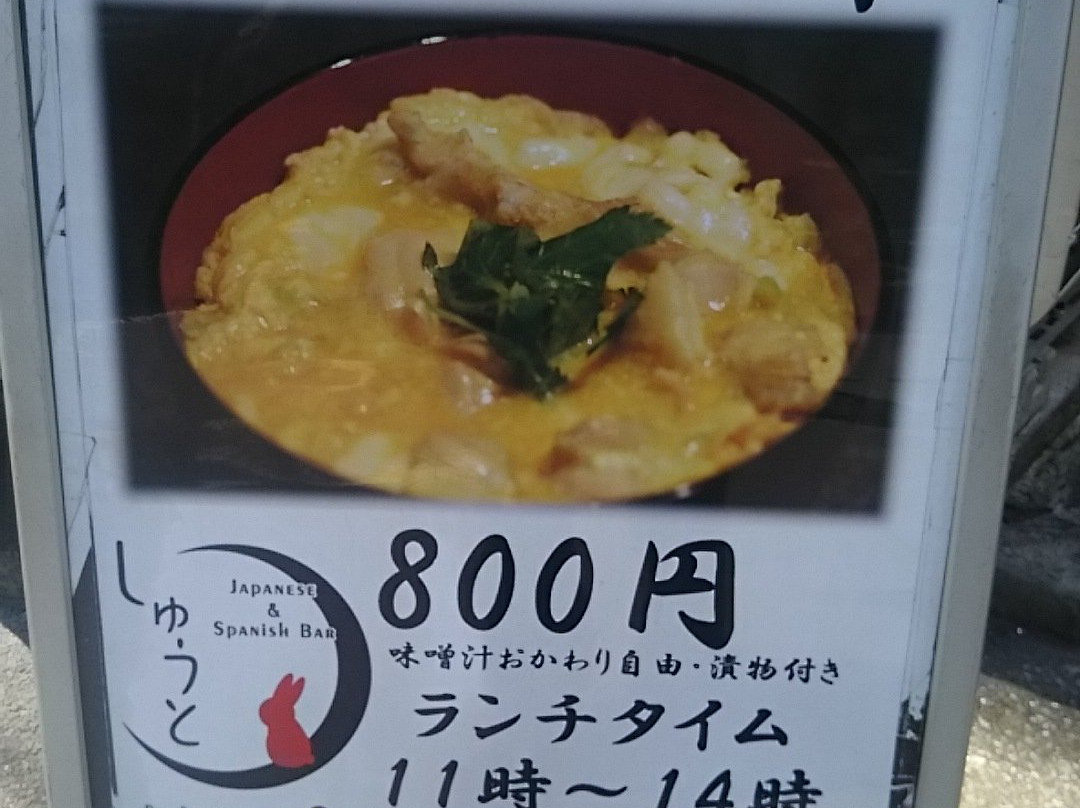 しゅ・うと
JAPANESE
&
SPANISH BAR
800円
味噌汁おかわり自由・漬物付き
ランチタイム
11時～14時